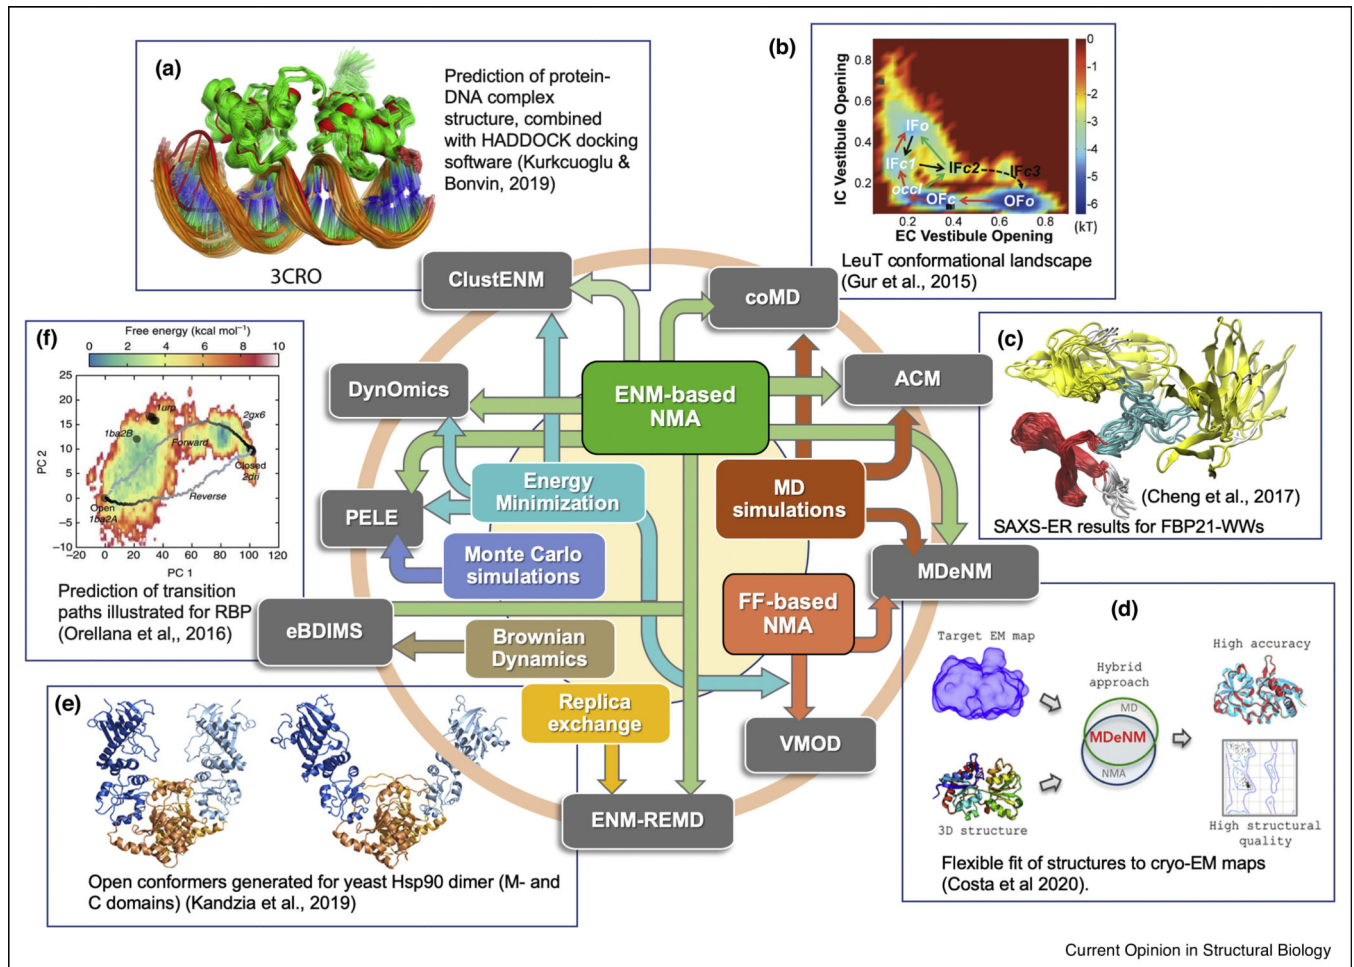 (a)
Prediction of protein-
DNA complex
structure, combined
with HADDOCK docking
software (Kurkcuoglu &
Bonvin, 2019)
3CRO
(b)
IC Vestibule Opening
0.8
0.6
0.4
0.2
IFo
IFc1
IFc2
IFc3
occl
OFc
OFo
0.2
0.4
0.6
0.8
EC Vestibule Opening
0
-1
-2
-3
-4
-5
-6
(kT)
LeuT conformational landscape
(Gur et al., 2015)
(c)
(Cheng et al., 2017)
SAXS-ER results for FBP21-WWs
(f)
Free energy (kcal mol⁻¹)
0
2
4
6
8
10
PC 2
25
20
15
10
5
0
−5
−10
1urp
2gx6
1ba2B
Forward
Closed
2dri
Reverse
Open
1ba2A
−20
0
20
40
60
80
100
120
PC 1
Prediction of transition
paths illustrated for RBP
(Orellana et al,, 2016)
ClustENM
coMD
DynOmics
ENM-based
NMA
ACM
Energy
Minimization
MD
simulations
PELE
Monte Carlo
simulations
MDeNM
FF-based
NMA
eBDIMS
Brownian
Dynamics
Replica
exchange
VMOD
ENM-REMD
(d)
Target EM map
Hybrid
approach
High accuracy
MD
MDeNM
NMA
3D structure
High structural
quality
Flexible fit of structures to cryo-EM maps
(Costa et al 2020).
(e)
Open conformers generated for yeast Hsp90 dimer (M- and
C domains) (Kandzia et al., 2019)
Current Opinion in Structural Biology